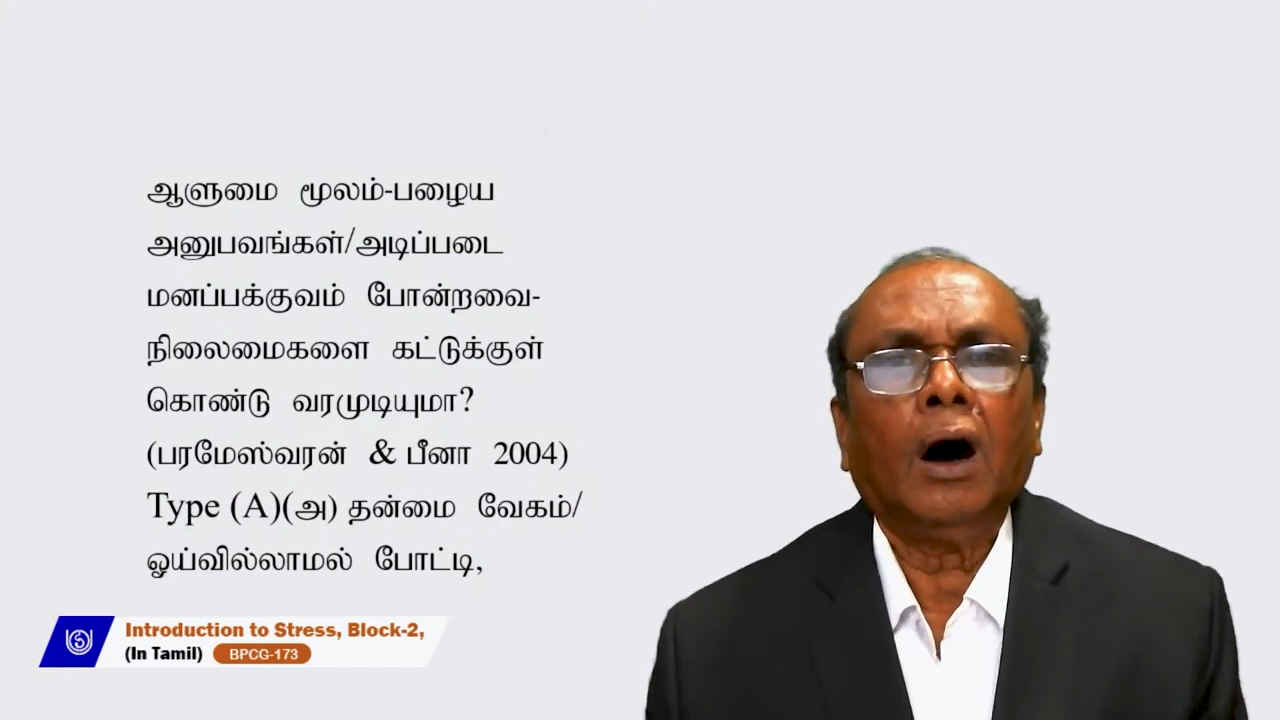 ஆளுமை மூலம்-பழைய
அனுபவங்கள்/அடிப்படை
மனப்பக்குவம் போன்றவை-
நிலைமைகளை கட்டுக்குள்
கொண்டு வரமுடியுமா?
(பரமேஸ்வரன் & பீனா 2004)
Type (A)(அ) தன்மை வேகம்/
ஓய்வில்லாமல் போட்டி,
Introduction to Stress, Block-2,
(In Tamil) BPCG-173